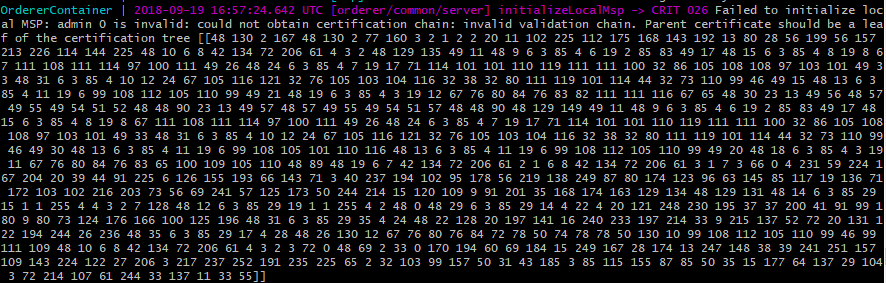 OrdererContainer | 2018-09-19 16:57:24.642 UTC [orderer/common/server] initializeLocalMsp -> CRIT 026 Failed to initialize loc
al MSP: admin 0 is invalid: could not obtain certification chain: invalid validation chain. Parent certificate should be a lea
f of the certification tree [[48 130 2 167 48 130 2 77 160 3 2 1 2 2 20 11 102 225 112 175 168 143 192 13 80 28 56 199 56 157
213 226 114 144 225 48 10 6 8 42 134 72 206 61 4 3 2 48 129 135 49 11 48 9 6 3 85 4 6 19 2 85 83 49 17 48 15 6 3 85 4 8 19 8 6
7 111 108 111 114 97 100 111 49 26 48 24 6 3 85 4 7 19 17 71 114 101 101 110 119 111 111 100 32 86 105 108 108 97 103 101 49 3
3 48 31 6 3 85 4 10 12 24 67 105 116 121 32 76 105 103 104 116 32 38 32 80 111 119 101 114 44 32 73 110 99 46 49 15 48 13 6 3
85 4 11 19 6 99 108 112 105 110 99 49 21 48 19 6 3 85 4 3 19 12 67 76 80 84 76 83 82 111 111 116 67 65 48 30 23 13 49 56 48 57
49 55 49 54 51 52 48 48 90 23 13 49 57 48 57 49 55 49 54 51 57 48 48 90 48 129 149 49 11 48 9 6 3 85 4 6 19 2 85 83 49 17 48
15 6 3 85 4 8 19 8 67 111 108 111 114 97 100 111 49 26 48 24 6 3 85 4 7 19 17 71 114 101 101 110 119 111 111 100 32 86 105 108
108 97 103 101 49 33 48 31 6 3 85 4 10 12 24 67 105 116 121 32 76 105 103 104 116 32 38 32 80 111 119 101 114 44 32 73 110 99
46 49 30 48 13 6 3 85 4 11 19 6 99 108 105 101 110 116 48 13 6 3 85 4 11 19 6 99 108 112 105 110 99 49 20 48 18 6 3 85 4 3 19
11 67 76 80 84 76 83 65 100 109 105 110 48 89 48 19 6 7 42 134 72 206 61 2 1 6 8 42 134 72 206 61 3 1 7 3 66 0 4 231 59 224 1
67 204 20 39 44 91 225 6 126 155 193 66 143 71 3 40 237 194 102 95 178 56 219 138 249 87 80 174 123 96 63 145 85 117 19 136 71
172 103 102 216 203 73 56 69 241 57 125 173 50 244 214 15 120 109 9 91 201 35 168 174 163 129 134 48 129 131 48 14 6 3 85 29
15 1 1 255 4 4 3 2 7 128 48 12 6 3 85 29 19 1 1 255 4 2 48 0 48 29 6 3 85 29 14 4 22 4 20 121 248 230 195 37 37 200 41 91 99 1
80 9 80 73 124 176 166 100 125 196 48 31 6 3 85 29 35 4 24 48 22 128 20 197 141 16 240 233 197 214 33 9 215 137 52 72 20 131 1
22 194 244 26 236 48 35 6 3 85 29 17 4 28 48 26 130 12 67 76 80 76 84 72 78 50 74 78 78 50 130 10 99 108 112 105 110 99 46 99
111 109 48 10 6 8 42 134 72 206 61 4 3 2 3 72 0 48 69 2 33 0 170 194 60 69 184 15 249 167 28 174 13 247 148 38 39 241 251 157
109 143 224 122 27 206 3 217 237 252 191 235 225 65 2 32 103 99 157 50 31 43 185 3 85 115 155 87 85 50 35 15 177 64 137 29 104
3 72 214 107 61 244 33 137 11 33 55]]